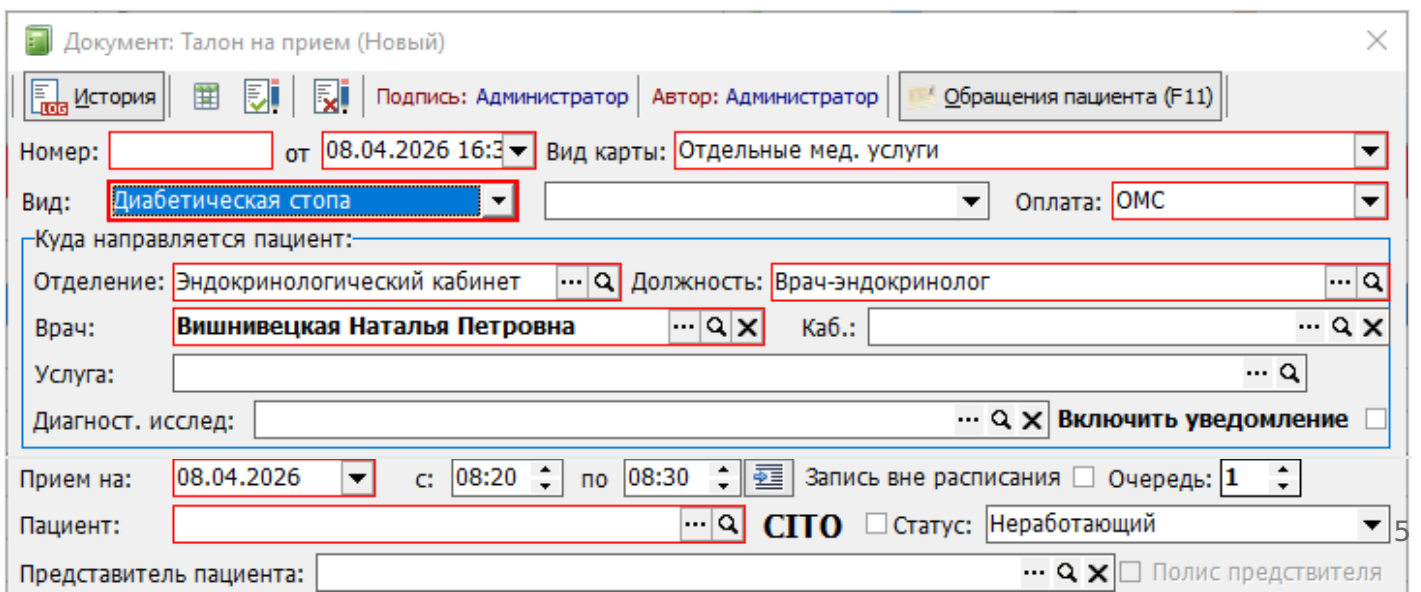 Документ: Талон на прием (Новый)
LOG История Подпись: Администратор Автор: Администратор Обращения пациента (F11)
Номер: от 08.04.2026 16:3 Вид карты: Отдельные мед. услуги
Вид: Диабетическая стопа Оплата: ОМС
Куда направляется пациент:
Отделение: Эндокринологический кабинет ... Должность: Врач-эндокринолог ...
Врач: Вишнивецкая Наталья Петровна ... Каб.: ...
Услуга: ...
Диагност. исслед: ... Включить уведомление
Прием на: 08.04.2026 с: 08:20 по 08:30 Запись вне расписания Очередь: 1
Пациент: ... CITO Статус: Неработающий 5
Представитель пациента: ... Полис предствителя